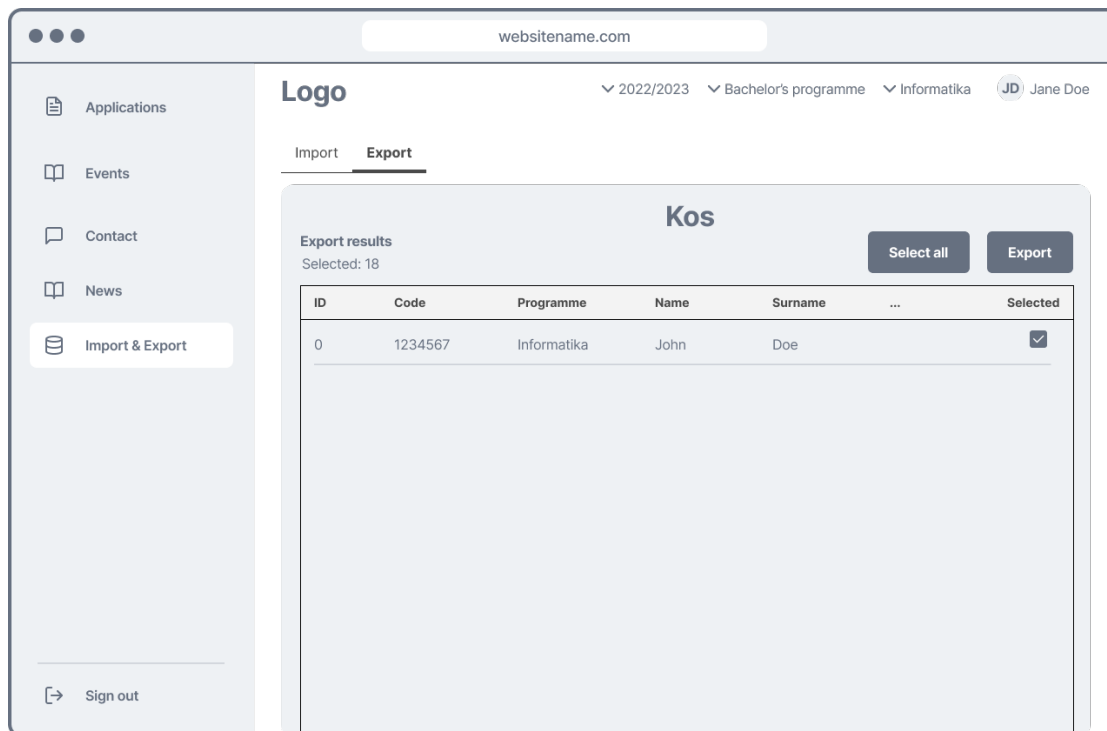 websitename.com
Applications
Events
Contact
News
Import & Export
Sign out
Logo
2022/2023 Bachelor's programme Informatika JD Jane Doe
Import Export
Kos
Export results
Selected: 18
Select all Export
ID Code Programme Name Surname ... Selected
0 1234567 Informatika John Doe